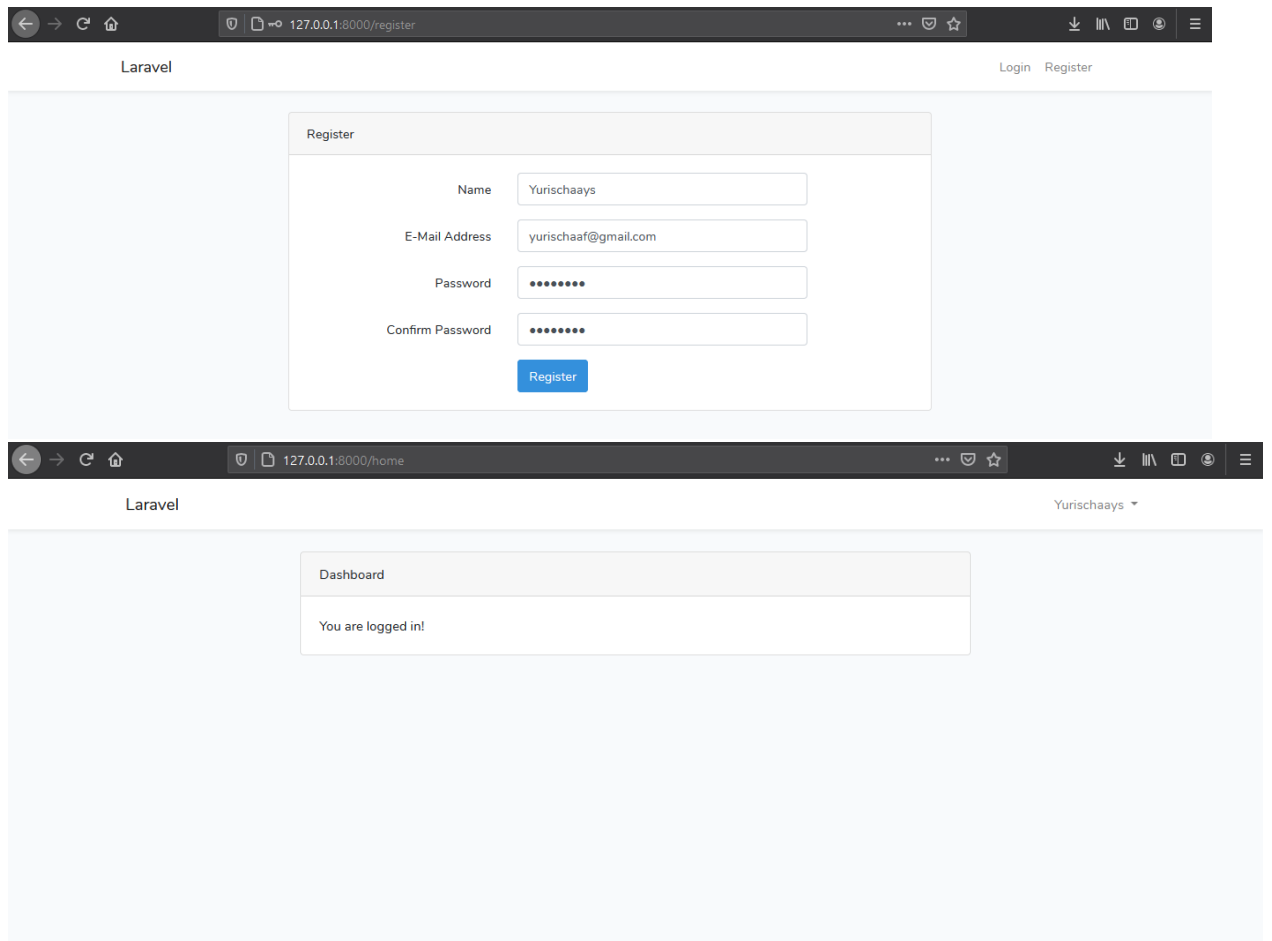 127.0.0.1:8000/register
Laravel Login Register
Register
Name Yurischaays
E-Mail Address yurischaaf@gmail.com
Password ••••••••
Confirm Password ••••••••
Register
127.0.0.1:8000/home
Laravel Yurischaays
Dashboard
You are logged in!